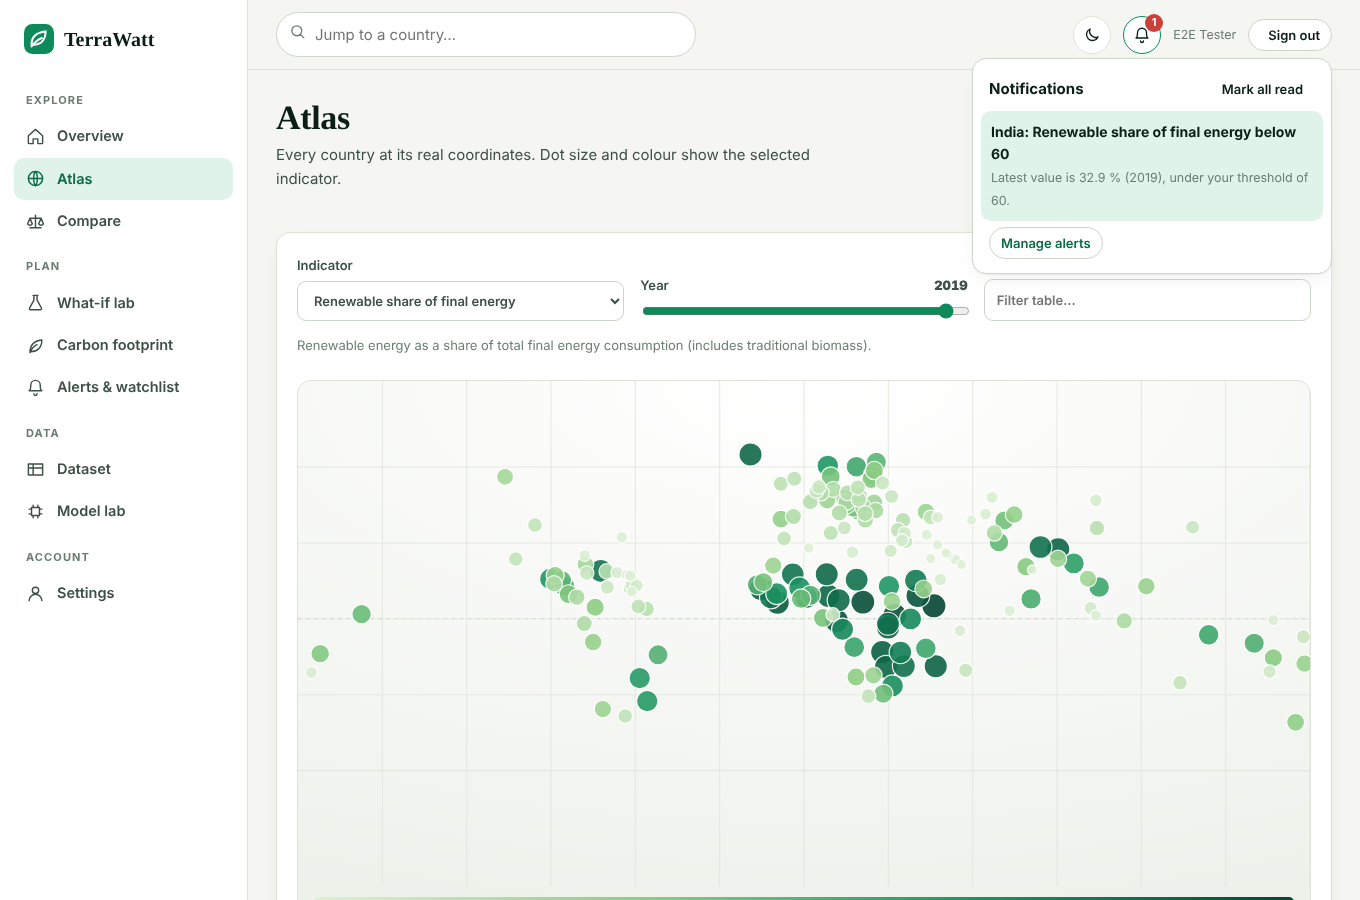 TerraWatt
EXPLORE
Overview
Atlas
Compare
PLAN
What-if lab
Carbon footprint
Alerts & watchlist
DATA
Dataset
Model lab
ACCOUNT
Settings
Jump to a country...
1
E2E Tester
Sign out
Notifications
Mark all read
India: Renewable share of final energy below
60
Latest value is 32.9 % (2019), under your threshold of
60.
Manage alerts
Atlas
Every country at its real coordinates. Dot size and colour show the selected
indicator.
Indicator
Renewable share of final energy
Year
2019
Filter table...
Renewable energy as a share of total final energy consumption (includes traditional biomass).